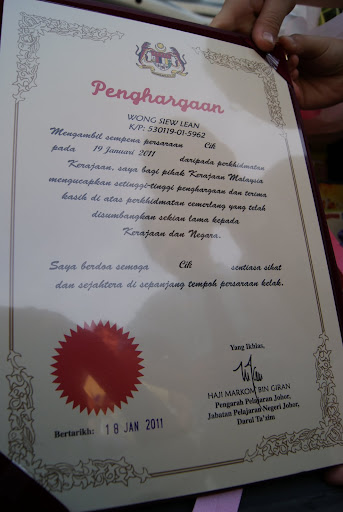 Penghargaan
WONG SIEW LEAN
K/P: 530119-01-5962
Mengambil sempena persaraan Cik
pada 19 Januari 2011 daripada perkhidmatan
Kerajaan, saya bagi pihak Kerajaan Malaysia
mengucapkan setinggi-tinggi penghargaan dan terima
kasih di atas perkhidmatan cemerlang yang telah
disumbangkan sekian lama kepada
Kerajaan dan Negara.
Saya berdoa semoga Cik sentiasa sihat
dan sejahtera di sepanjang tempoh persaraan kelak.
Yang Ikhlas,
HAJI MARKOM BIN GIRAN
Pengarah Pelajaran Johor,
Jabatan Pelajaran Negeri Johor,
Darul Ta'zim
Bertarikh: 18 JAN 2011